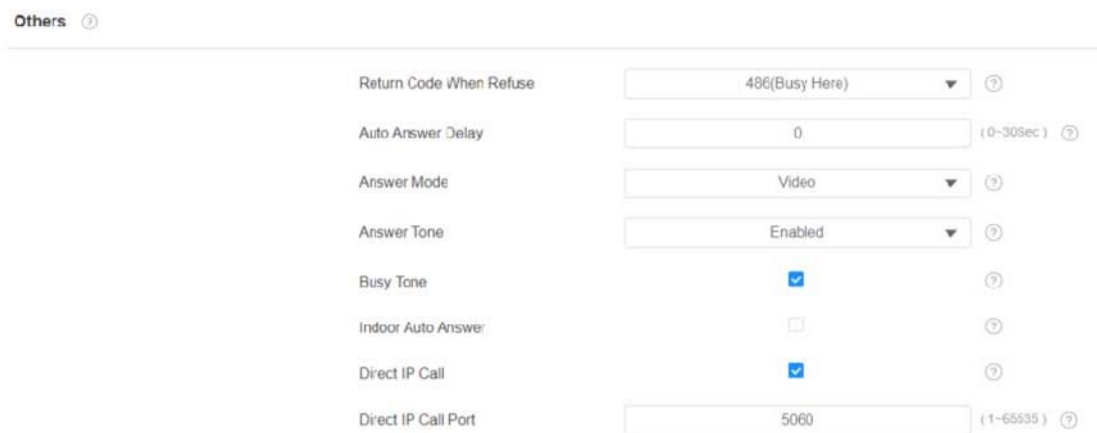 Others ?
Return Code When Refuse 486(Busy Here) ?
Auto Answer Delay 0 (0~30Sec) ?
Answer Mode Video ?
Answer Tone Enabled ?
Busy Tone ?
Indoor Auto Answer ?
Direct IP Call ?
Direct IP Call Port 5060 (1~65535) ?